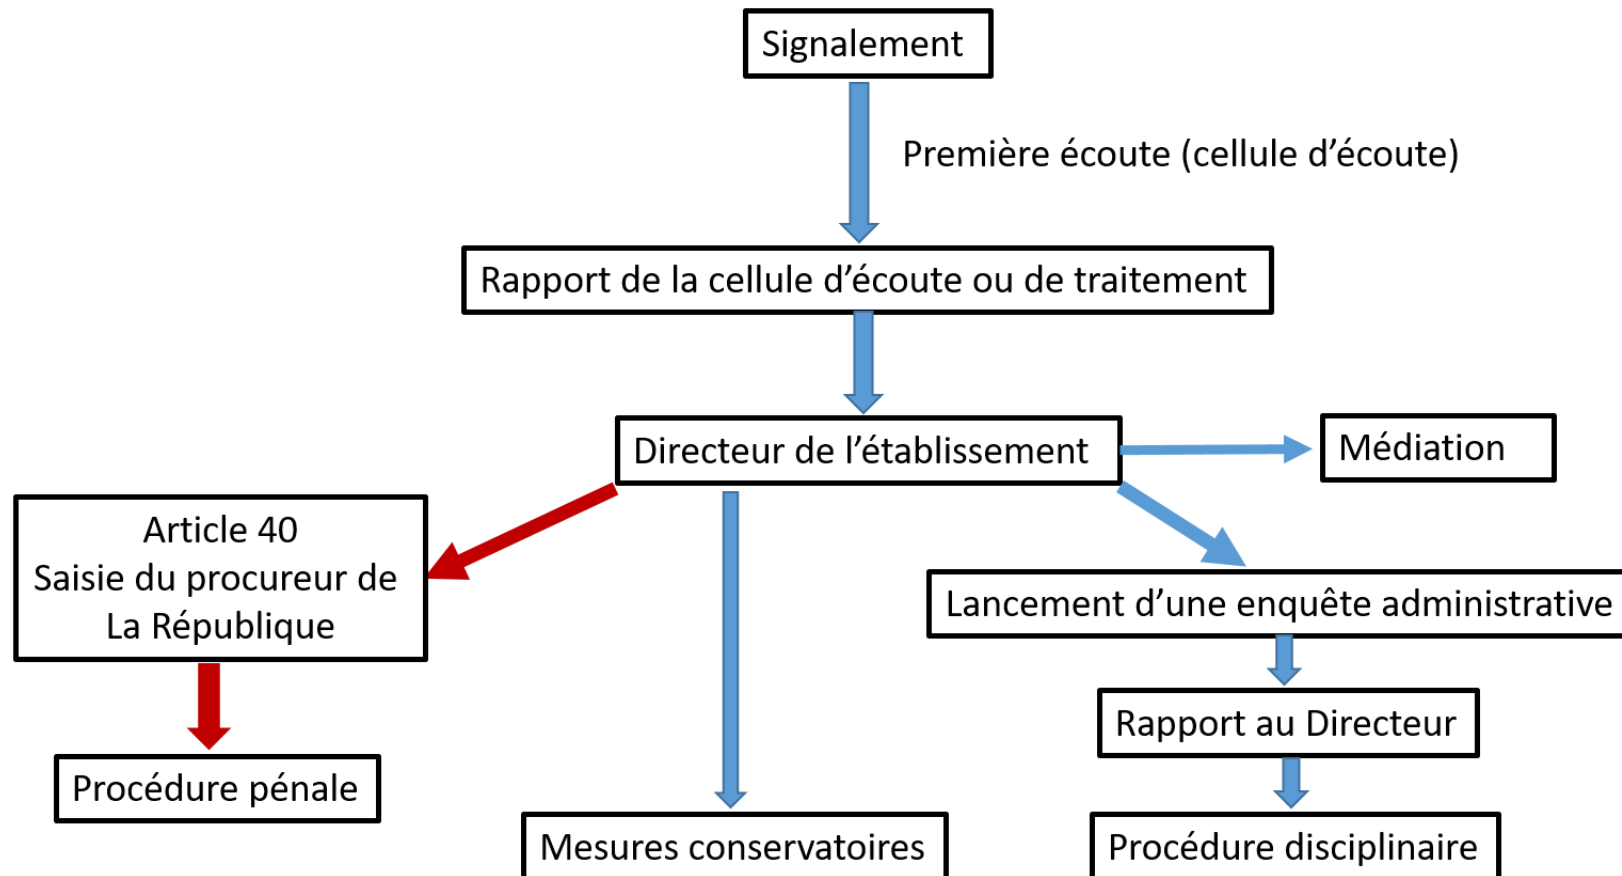 Signalement
Première écoute (cellule d’écoute)
Rapport de la cellule d’écoute ou de traitement
Directeur de l’établissement
Médiation
Article 40
Saisie du procureur de
La République
Lancement d’une enquête administrative
Rapport au Directeur
Procédure pénale
Mesures conservatoires
Procédure disciplinaire